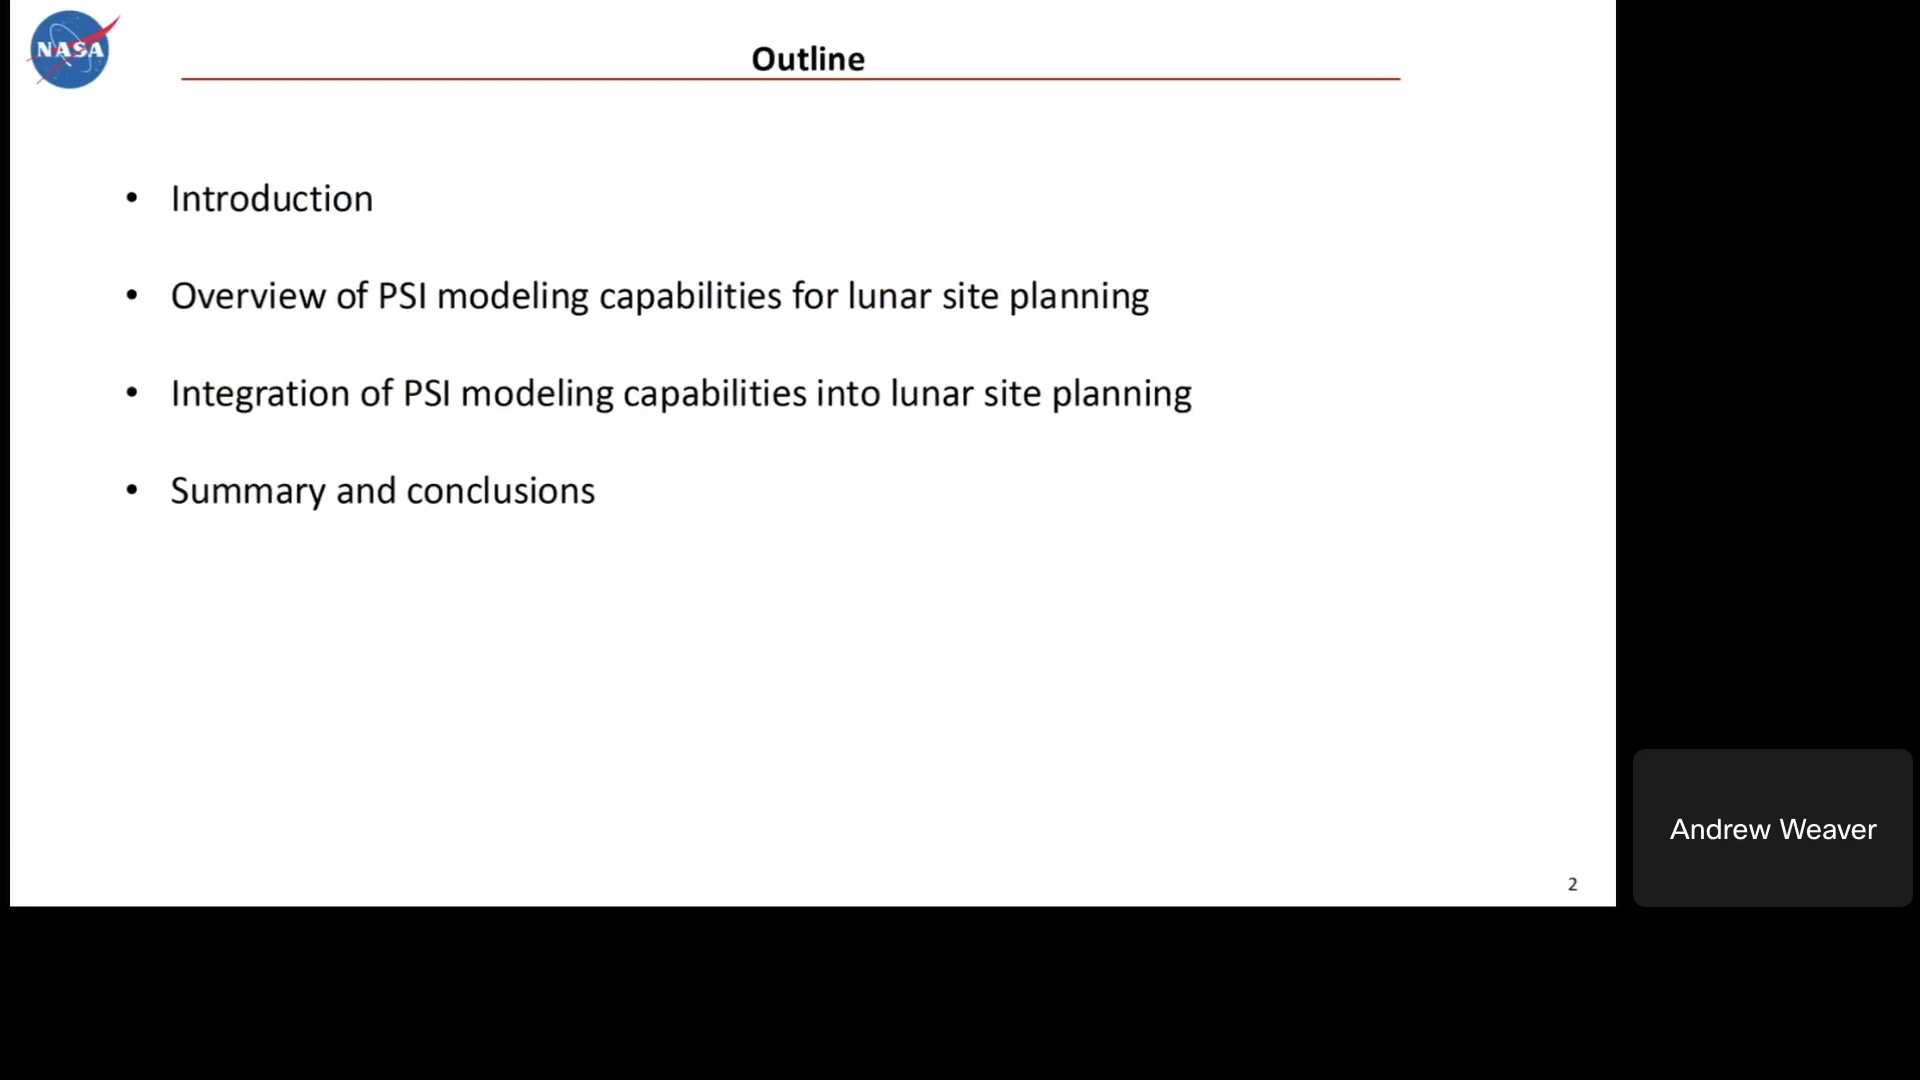 NASA
Outline
• Introduction
• Overview of PSI modeling capabilities for lunar site planning
• Integration of PSI modeling capabilities into lunar site planning
• Summary and conclusions
Andrew Weaver
2